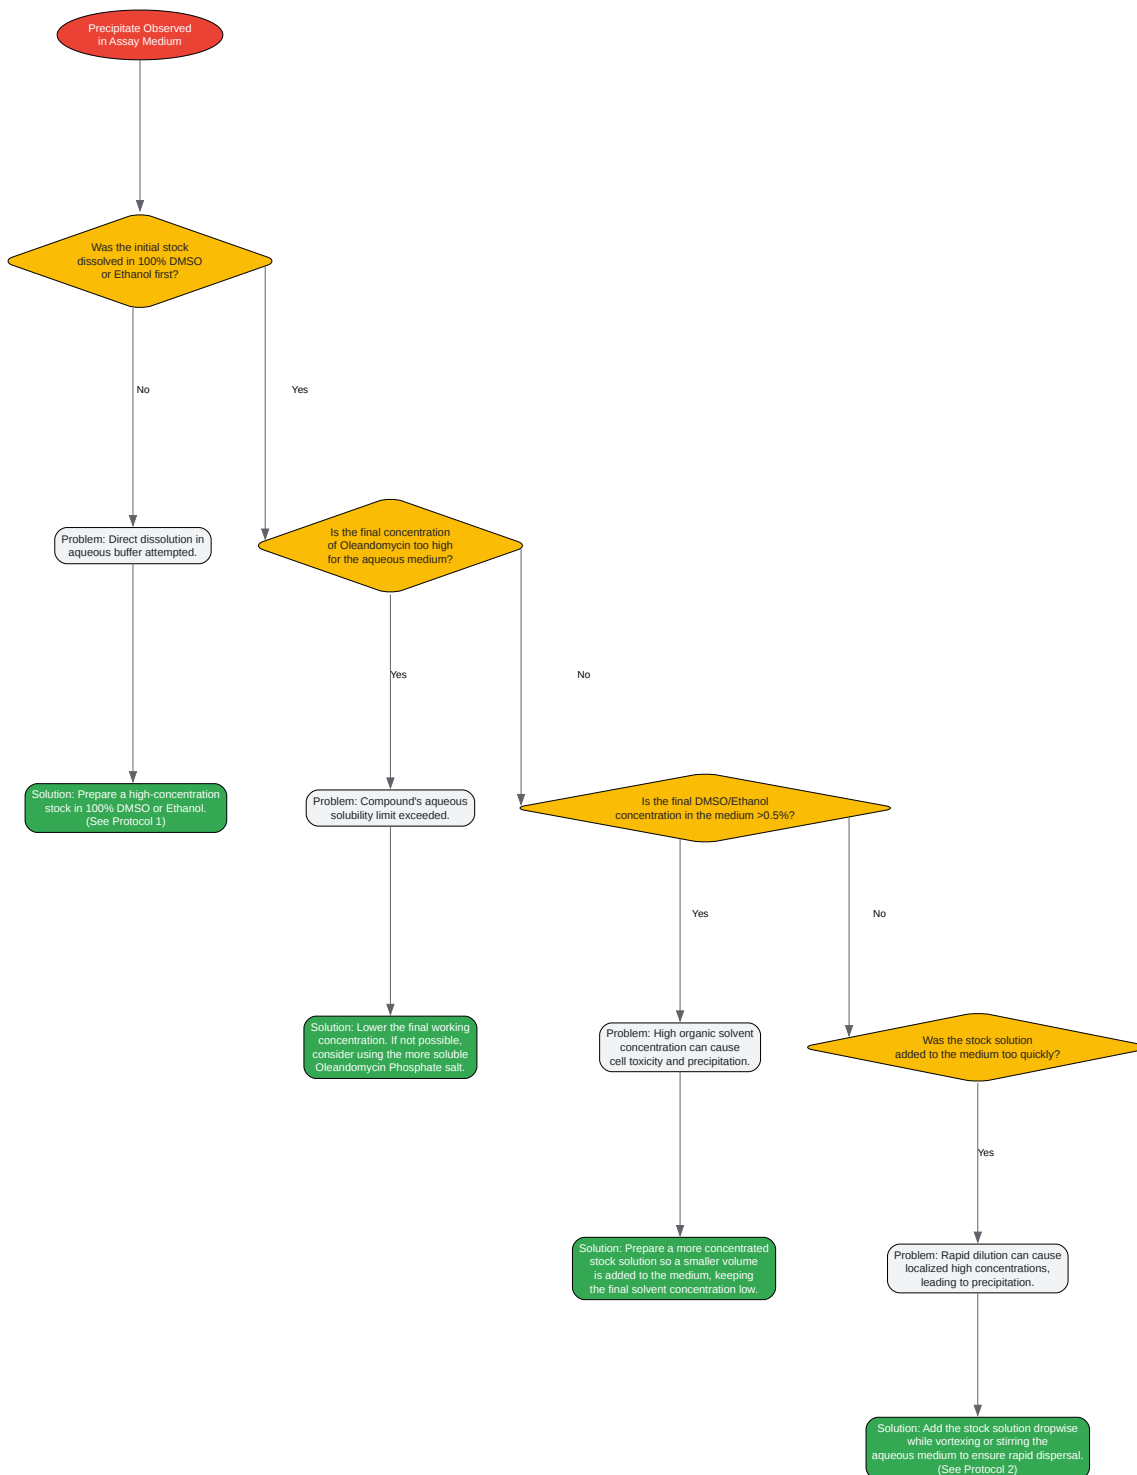 Precipitate Observed
in Assay Medium
Was the initial stock
dissolved in 100% DMSO
or Ethanol first?
No
Yes
Problem: Direct dissolution in
aqueous buffer attempted.
Is the final concentration
of Oleandomycin too high
for the aqueous medium?
Yes
No
Solution: Prepare a high-concentration
stock in 100% DMSO or Ethanol.
(See Protocol 1)
Problem: Compound's aqueous
solubility limit exceeded.
Is the final DMSO/Ethanol
concentration in the medium >0.5%?
Yes
No
Solution: Lower the final working
concentration. If not possible,
consider using the more soluble
Oleandomycin Phosphate salt.
Problem: High organic solvent
concentration can cause
cell toxicity and precipitation.
Was the stock solution
added to the medium too quickly?
Yes
Solution: Prepare a more concentrated
stock solution so a smaller volume
is added to the medium, keeping
the final solvent concentration low.
Problem: Rapid dilution can cause
localized high concentrations,
leading to precipitation.
Solution: Add the stock solution dropwise
while vortexing or stirring the
aqueous medium to ensure rapid dispersal.
(See Protocol 2)